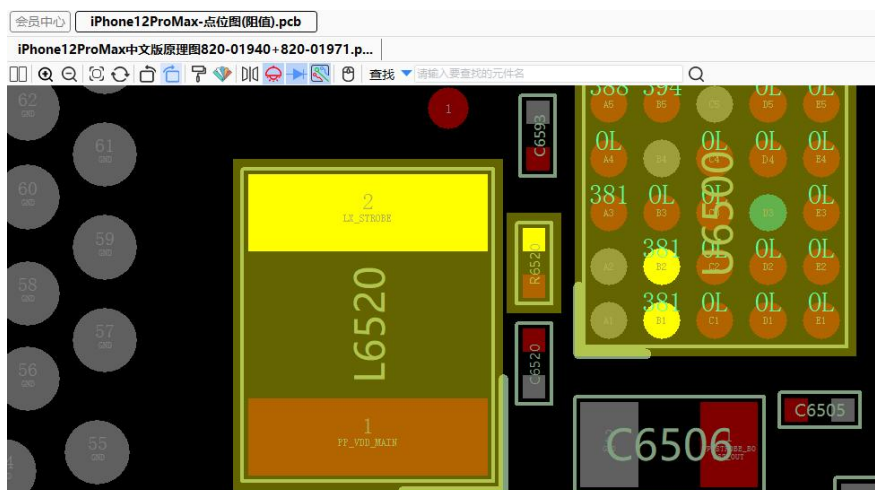 会员中心 iPhone12ProMax-点位图(阻值).pcb
iPhone12ProMax中文版原理图820-01940+820-01971.p...
查找 请输入要查找的元件名
62
GND
61
GND
60
GND
59
GND
58
GND
57
GND
56
GND
55
GND
1
C6593
2
LX_STROBE
L6520
1
PP_VDD_MAIN
R6520
C6520
388 394 0L 0L
A5 B5 C5 D5 E5
0L 0L 0L 0L
A4 B4 C4 D4 E4
381 0L 0L 0L
A3 B3 D3 E3
U6500
381 0L 0L 0L
A2 B2 C2 D2 E2
381 0L 0L 0L
A1 B1 C1 D1 E1
C6505
C6506